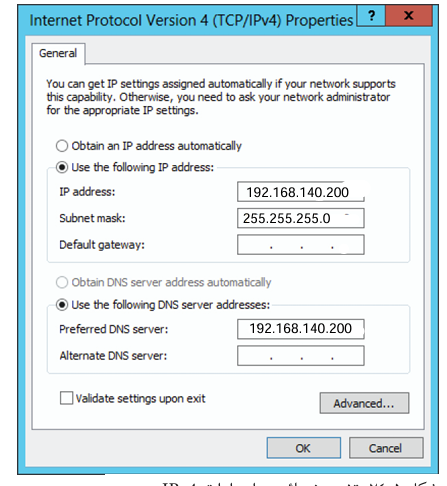 Internet Protocol Version 4 (TCP/IPv4) Properties ? x
General
You can get IP settings assigned automatically if your network supports
this capability. Otherwise, you need to ask your network administrator
for the appropriate IP settings.
Obtain an IP address automatically
Use the following IP address:
IP address: 192.168.140.200
Subnet mask: 255.255.255.0
Default gateway: . . .
Obtain DNS server address automatically
Use the following DNS server addresses:
Preferred DNS server: 192.168.140.200
Alternate DNS server: . . .
Validate settings upon exit
Advanced...
OK Cancel